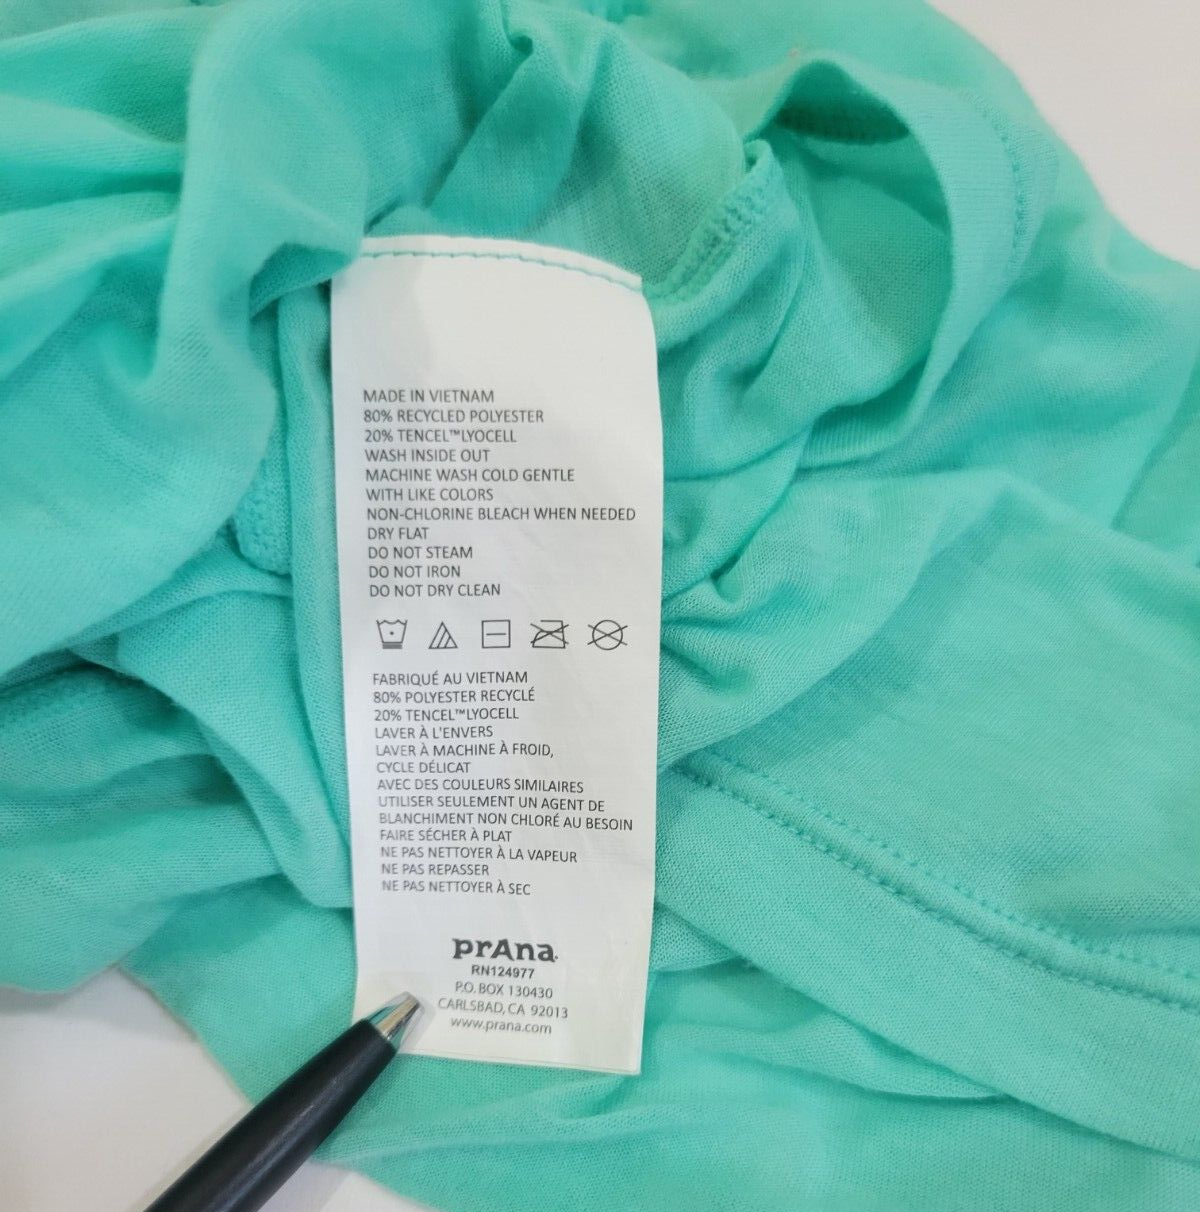 MADE IN VIETNAM
80% RECYCLED POLYESTER
20% TENCEL™LYOCELL
WASH INSIDE OUT
MACHINE WASH COLD GENTLE
WITH LIKE COLORS
NON-CHLORINE BLEACH WHEN NEEDED
DRY FLAT
DO NOT STEAM
DO NOT IRON
DO NOT DRY CLEAN
FABRIQUÉ AU VIETNAM
80% POLYESTER RECYCLÉ
20% TENCEL™LYOCELL
LAVER À L'ENVERS
LAVER À MACHINE À FROID,
CYCLE DÉLICAT
AVEC DES COULEURS SIMILAIRES
UTILISER SEULEMENT UN AGENT DE
BLANCHIMENT NON CHLORÉ AU BESOIN
FAIRE SÉCHER À PLAT
NE PAS NETTOYER À LA VAPEUR
NE PAS REPASSER
NE PAS NETTOYER À SEC
prAna
RN124977
P.O. BOX 130430
CARLSBAD, CA 92013
www.prana.com